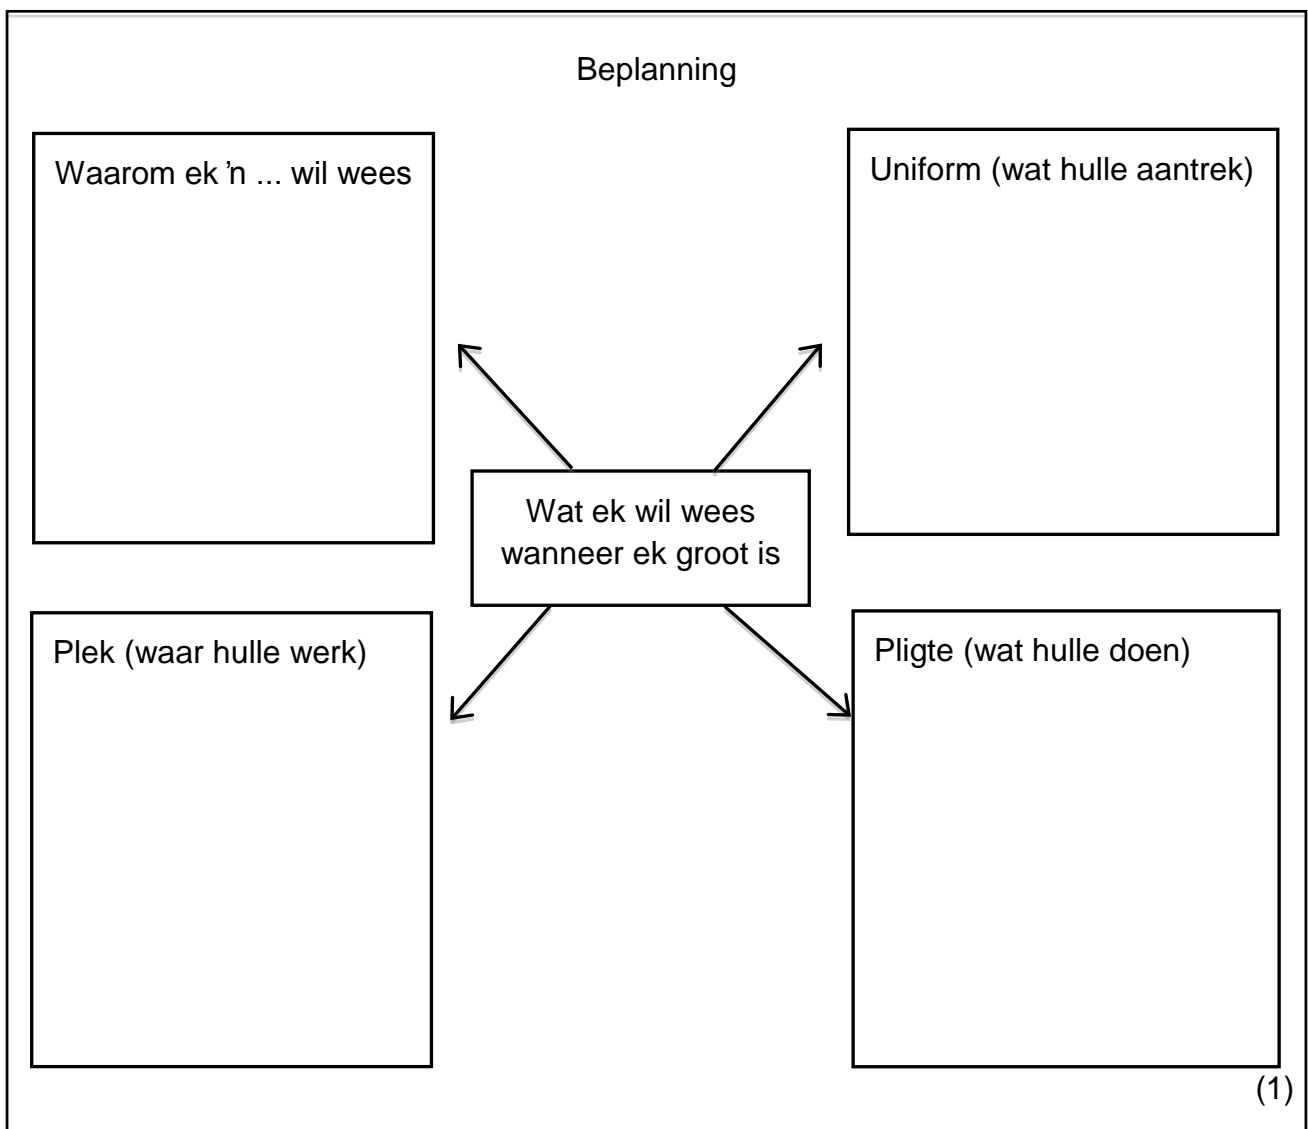 Beplanning
Waarom ek 'n ... wil wees
Uniform (wat hulle aantrek)
Wat ek wil wees
wanneer ek groot is
Plek (waar hulle werk)
Pligte (wat hulle doen)
(1)